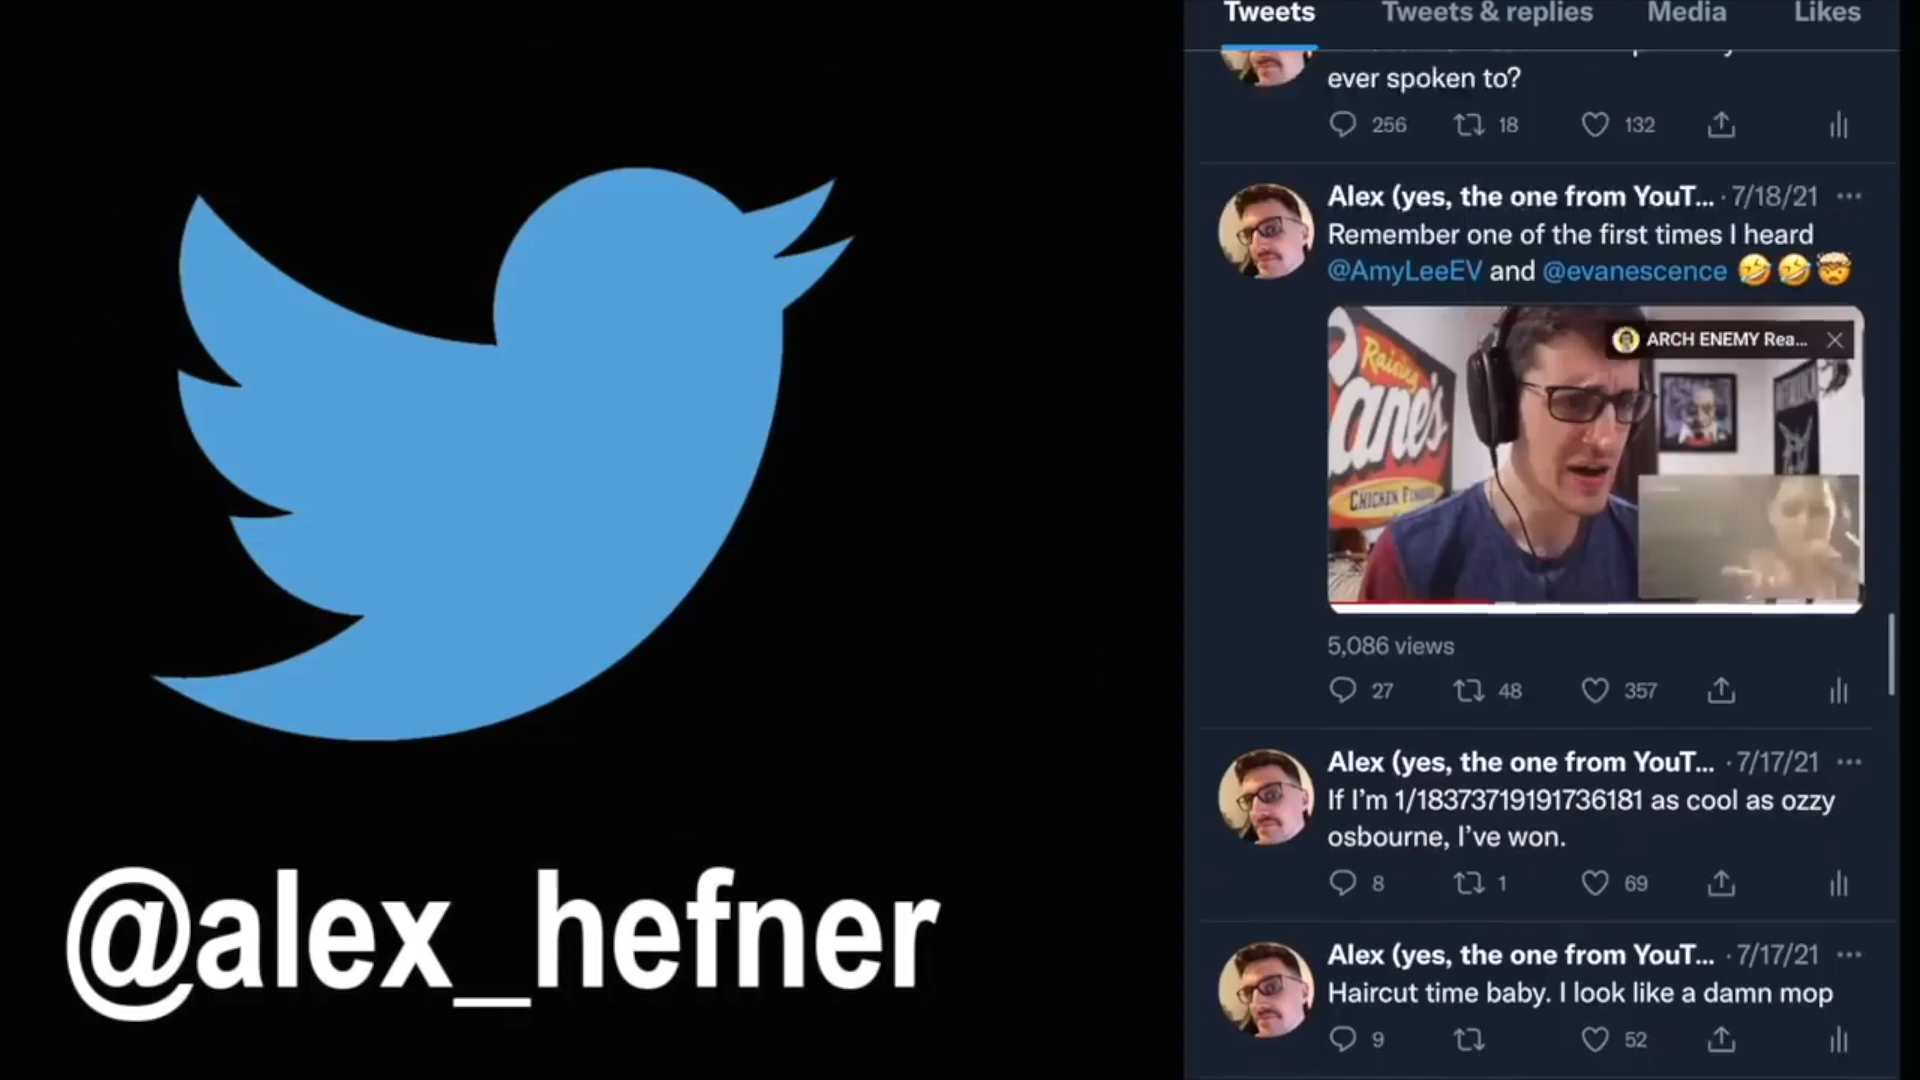 Tweets Tweets & replies Media Likes
ever spoken to?
256 18 132
Alex (yes, the one from YouT... · 7/18/21 ...
Remember one of the first times I heard
@AmyLeeEV and @evanescence 🤣🤣🤯
ARCH ENEMY Rea...
Raising
Cane's
CHICKEN FINGERS
5,086 views
27 48 357
Alex (yes, the one from YouT... · 7/17/21 ...
If I'm 1/18373719191736181 as cool as ozzy
osbourne, I've won.
8 1 69
Alex (yes, the one from YouT... · 7/17/21 ...
Haircut time baby. I look like a damn mop
9 52
@alex_hefner